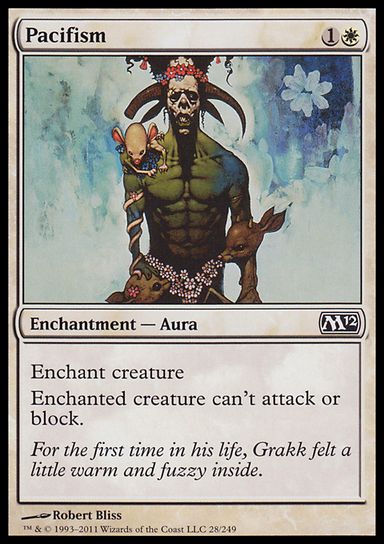 Pacifism 1
Enchantment — Aura M12
Enchant creature
Enchanted creature can't attack or
block.
For the first time in his life, Grakk felt a
little warm and fuzzy inside.
Robert Bliss
™ & © 1993–2011 Wizards of the Coast LLC 28/249